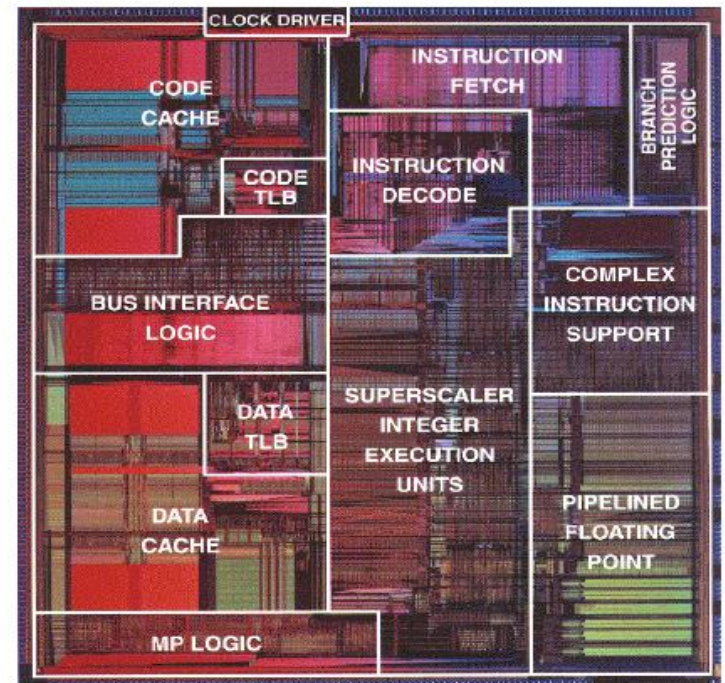 CLOCK DRIVER
CODE
CACHE
CODE
TLB
INSTRUCTION
FETCH
BRANCH
PREDICTION
LOGIC
INSTRUCTION
DECODE
BUS INTERFACE
LOGIC
COMPLEX
INSTRUCTION
SUPPORT
DATA
TLB
SUPERSCALER
INTEGER
EXECUTION
UNITS
DATA
CACHE
PIPELINED
FLOATING
POINT
MP LOGIC